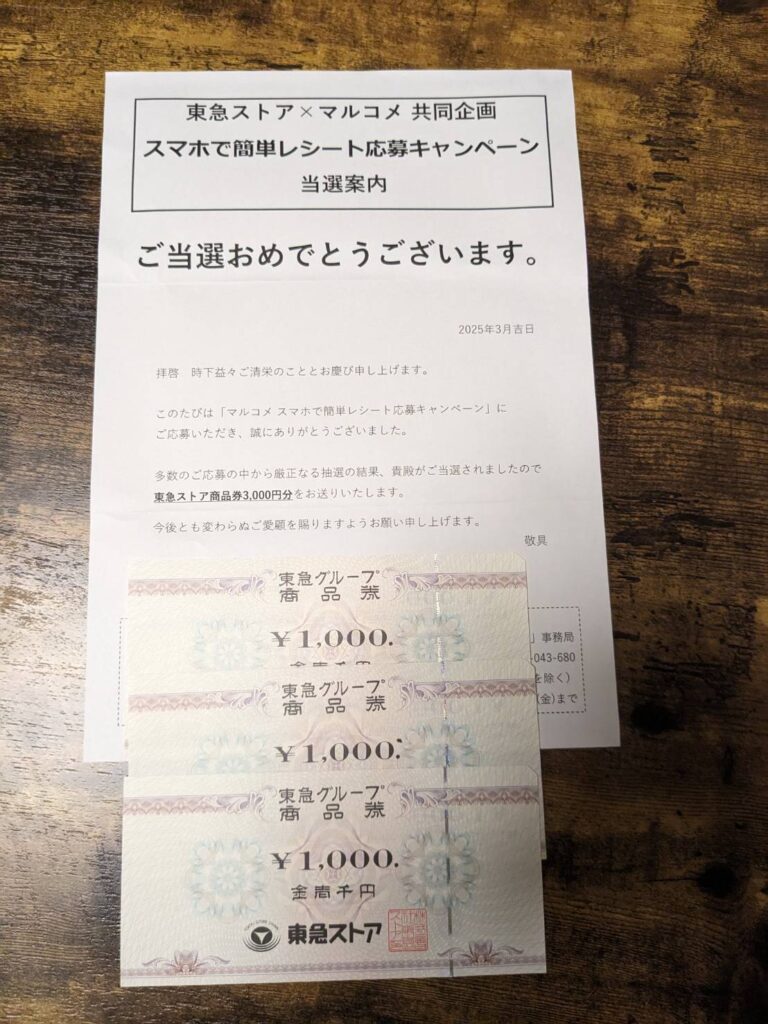 東急ストア×マルコメ 共同企画
スマホで簡単レシート応募キャンペーン
当選案内
ご当選おめでとうございます。
2025年3月吉日
拝啓　時下益々ご清栄のこととお慶び申し上げます。
このたびは「マルコメ スマホで簡単レシート応募キャンペーン」に
ご応募いただき、誠にありがとうございました。
多数のご応募の中から厳正なる抽選の結果、貴殿がご当選されましたので
東急ストア商品券3,000円分をお送りいたします。
今後とも変わらぬご愛顧を賜りますようお願い申し上げます。
敬具
」事務局
-043-680
を除く）
(金)まで
東急グループ
商品券
¥1,000.
金壱千円
東急グループ
商品券
¥1,000.
東急グループ
商品券
¥1,000.
金壱千円
東急ストア